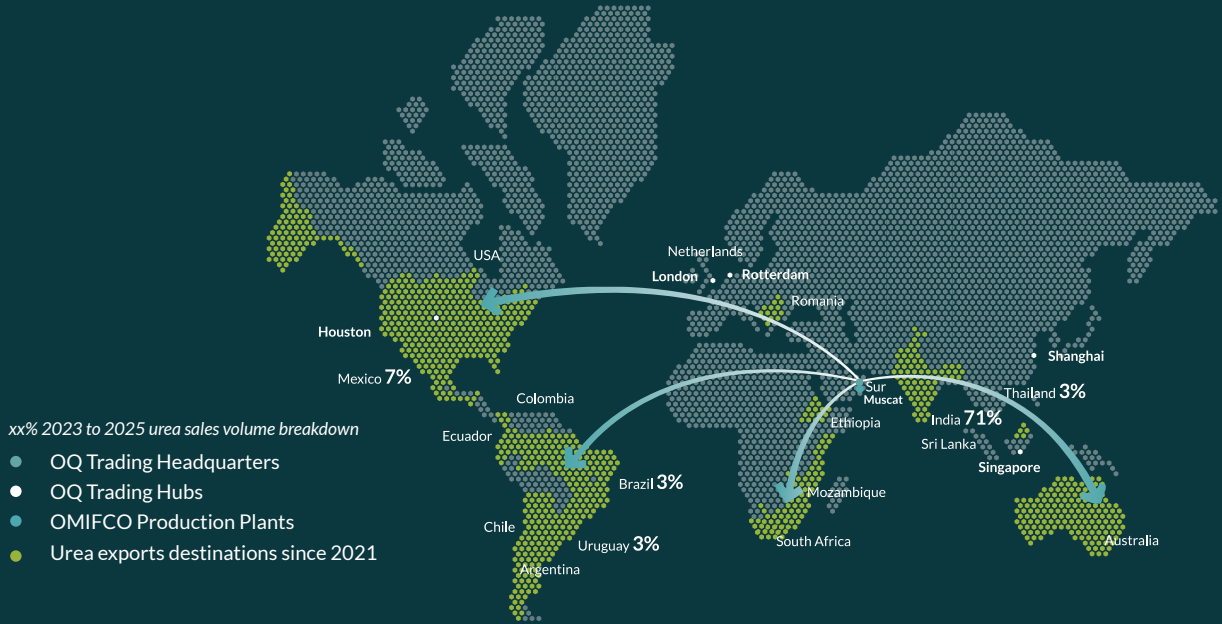 USA
Netherlands
London
Rotterdam
Romania
Houston
Shanghai
Mexico 7%
Sur
Muscat
Thailand 3%
Colombia
Ethiopia
India 71%
Ecuador
Sri Lanka
Singapore
Brazil 3%
Mozambique
Chile
Uruguay 3%
South Africa
Australia
Argentina
xx% 2023 to 2025 urea sales volume breakdown
OQ Trading Headquarters
OQ Trading Hubs
OMIFCO Production Plants
Urea exports destinations since 2021